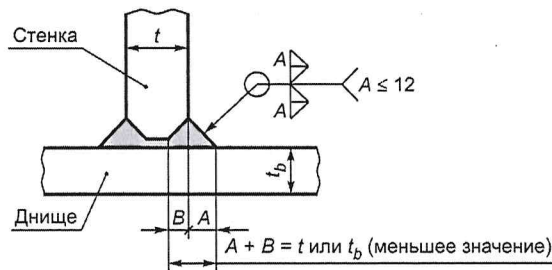 Стенка
t
A
A
A ≤ 12
t_b
Днище
B
A
A + B = t или t_b (меньшее значение)